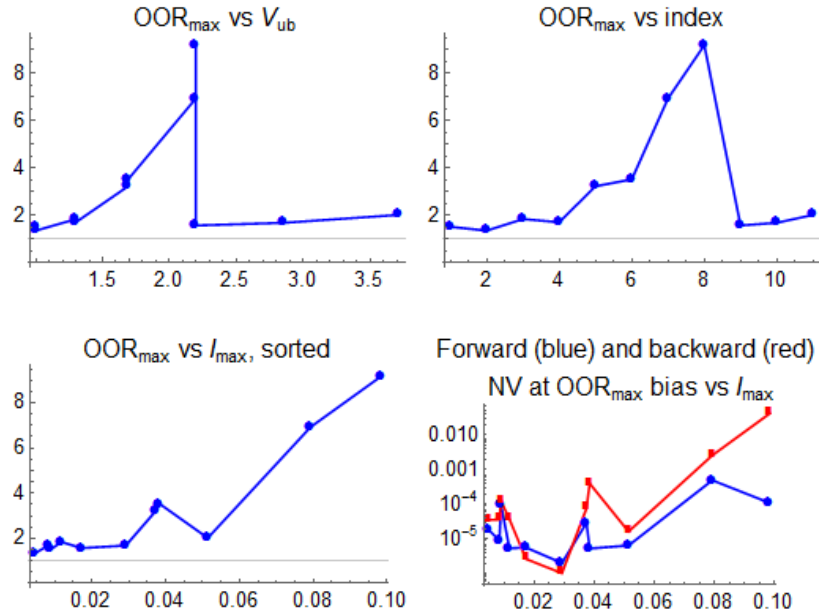 OORmax vs Vub
8
6
4
2
1.5 2.0 2.5 3.0 3.5
OORmax vs index
8
6
4
2
2 4 6 8 10
OORmax vs Imax, sorted
8
6
4
2
0.02 0.04 0.06 0.08 0.10
Forward (blue) and backward (red)
NV at OORmax bias vs Imax
0.010
0.001
10-4
10-5
0.02 0.04 0.06 0.08 0.10